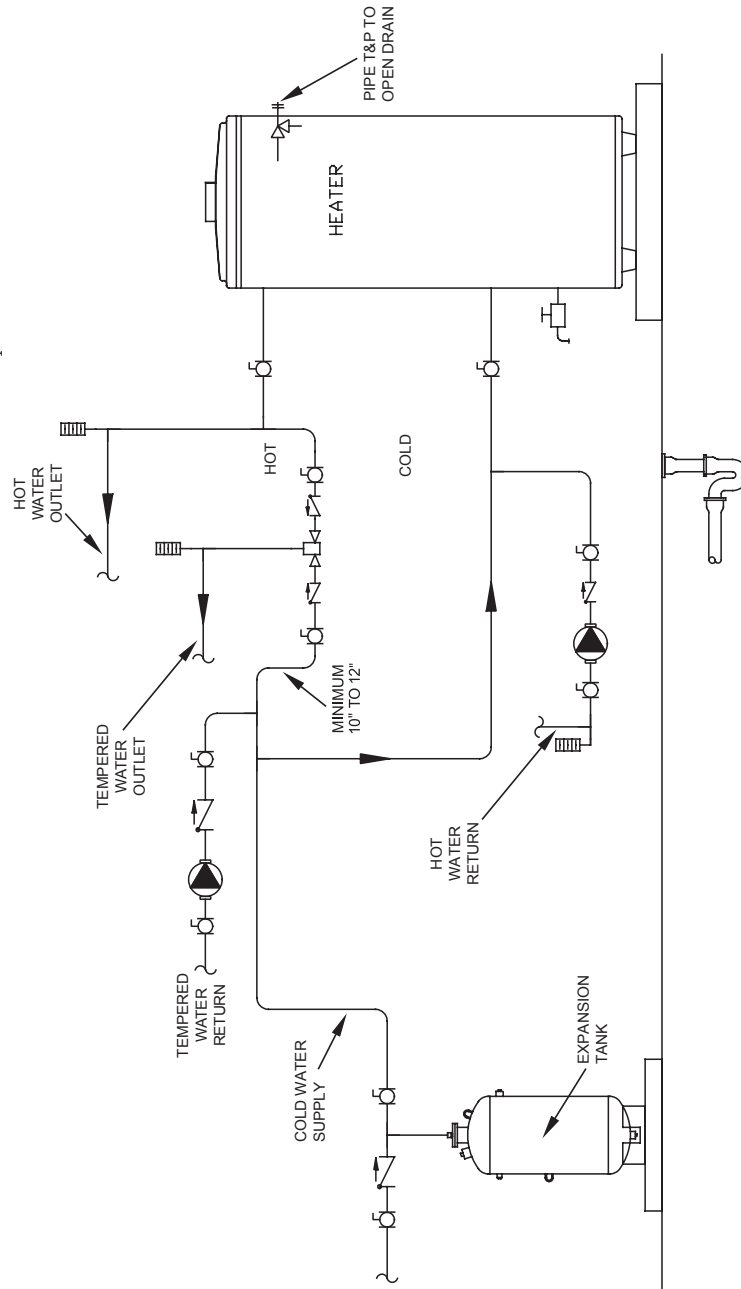 PIPE T&P TO
OPEN DRAIN
HEATER
HOT
WATER
OUTLET
HOT
COLD
TEMPERED
WATER
OUTLET
MINIMUM
10" TO 12"
HOT
WATER
RETURN
TEMPERED
WATER
RETURN
COLD WATER
SUPPLY
EXPANSION
TANK